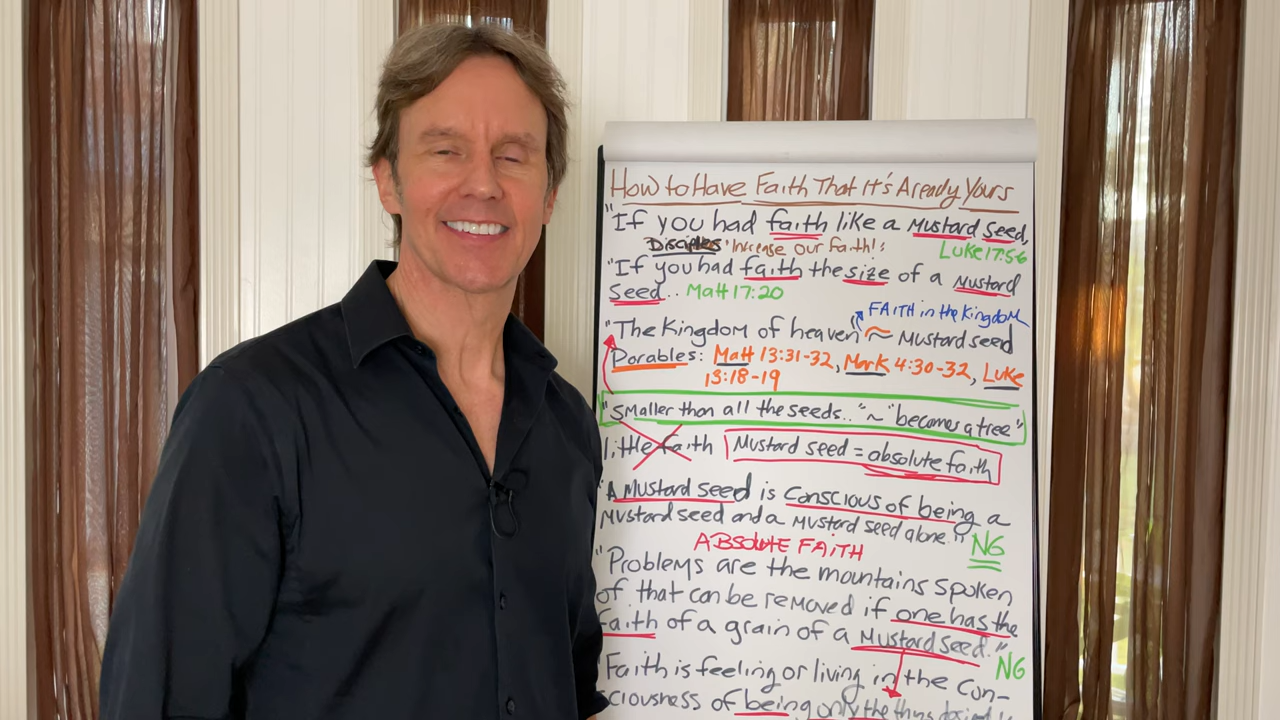 How to Have Faith That It's Aready Yours
"If you had faith like a Mustard Seed,
Disciples "Increase our faith!"
Luke 17:5-6
"If you had faith the size of a Mustard
Seed.. Matt 17:20
FAITH in the Kingdom
"The Kingdom of heaven ≈ Mustard seed
Parables: Matt 13:31-32, Mark 4:30-32, Luke
13:18-19
"Smaller than all the seeds.." ~ "becomes a tree"
little faith Mustard seed = absolute faith
"A Mustard seed is conscious of being a
Mustard seed and a Mustard seed alone." NG
ABSOLUTE FAITH
"Problems are the mountains spoken
of that can be removed if one has the
faith of a grain of a Mustard seed."
NG
"Faith is feeling or living in the con-
sciousness of being only the thing desired"